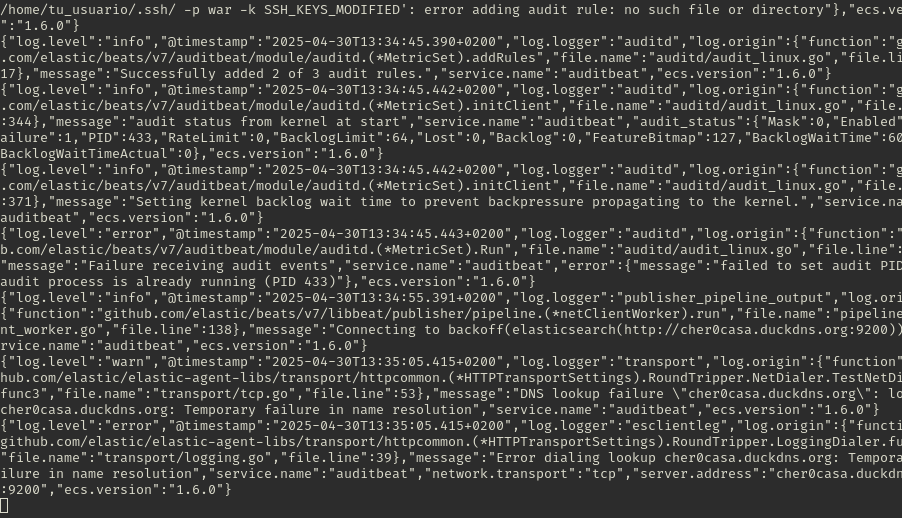 /home/tu_usuario/.ssh/ -p war -k SSH_KEYS_MODIFIED': error adding audit rule: no such file or directory"},"ecs.ve
":"1.6.0"}
{"log.level":"info","@timestamp":"2025-04-30T13:34:45.390+0200","log.logger":"auditd","log.origin":{"function":"g
.com/elastic/beats/v7/auditbeat/module/auditd.(*MetricSet).addRules","file.name":"auditd/audit_linux.go","file.li
17},"message":"Successfully added 2 of 3 audit rules.","service.name":"auditbeat","ecs.version":"1.6.0"}
{"log.level":"info","@timestamp":"2025-04-30T13:34:45.442+0200","log.logger":"auditd","log.origin":{"function":"g
.com/elastic/beats/v7/auditbeat/module/auditd.(*MetricSet).initClient","file.name":"auditd/audit_linux.go","file.
:344},"message":"audit status from kernel at start","service.name":"auditbeat","audit_status":{"Mask":0,"Enabled"
ailure":1,"PID":433,"RateLimit":0,"BacklogLimit":64,"Lost":0,"Backlog":0,"FeatureBitmap":127,"BacklogWaitTime":60
BacklogWaitTimeActual":0},"ecs.version":"1.6.0"}
{"log.level":"info","@timestamp":"2025-04-30T13:34:45.442+0200","log.logger":"auditd","log.origin":{"function":"g
.com/elastic/beats/v7/auditbeat/module/auditd.(*MetricSet).initClient","file.name":"auditd/audit_linux.go","file.
:371},"message":"Setting kernel backlog wait time to prevent backpressure propagating to the kernel.","service.na
auditbeat","ecs.version":"1.6.0"}
{"log.level":"error","@timestamp":"2025-04-30T13:34:45.443+0200","log.logger":"auditd","log.origin":{"function":"
b.com/elastic/beats/v7/auditbeat/module/auditd.(*MetricSet).Run","file.name":"auditd/audit_linux.go","file.line":
"message":"Failure receiving audit events","service.name":"auditbeat","error":{"message":"failed to set audit PID
audit process is already running (PID 433)"},"ecs.version":"1.6.0"}
{"log.level":"info","@timestamp":"2025-04-30T13:34:55.391+0200","log.logger":"publisher_pipeline_output","log.ori
{"function":"github.com/elastic/beats/v7/libbeat/publisher/pipeline.(*netClientWorker).run","file.name":"pipeline
nt_worker.go","file.line":138},"message":"Connecting to backoff(elasticsearch(http://cher0casa.duckdns.org:9200))
rvice.name":"auditbeat","ecs.version":"1.6.0"}
{"log.level":"warn","@timestamp":"2025-04-30T13:35:05.415+0200","log.logger":"transport","log.origin":{"function"
hub.com/elastic/elastic-agent-libs/transport/httpcommon.(*HTTPTransportSettings).RoundTripper.NetDialer.TestNetDi
func3","file.name":"transport/tcp.go","file.line":53},"message":"DNS lookup failure \"cher0casa.duckdns.org\": lo
cher0casa.duckdns.org: Temporary failure in name resolution","service.name":"auditbeat","ecs.version":"1.6.0"}
{"log.level":"error","@timestamp":"2025-04-30T13:35:05.415+0200","log.logger":"esclientleg","log.origin":{"functi
github.com/elastic/elastic-agent-libs/transport/httpcommon.(*HTTPTransportSettings).RoundTripper.LoggingDialer.fu
"file.name":"transport/logging.go","file.line":39},"message":"Error dialing lookup cher0casa.duckdns.org: Tempora
ilure in name resolution","service.name":"auditbeat","network.transport":"tcp","server.address":"cher0casa.duckdn
:9200","ecs.version":"1.6.0"}